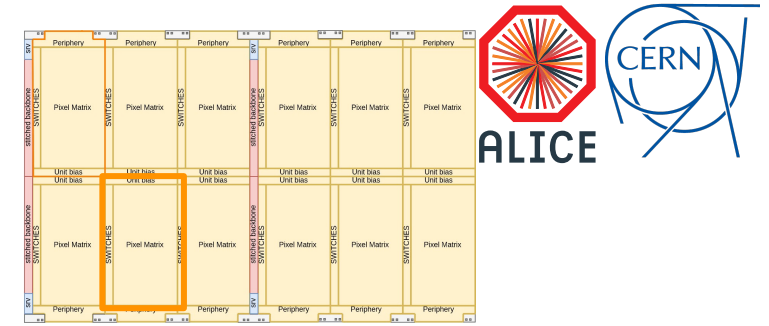 Periphery Periphery Periphery Periphery Periphery Periphery
srv srv
stitched backbone SWITCHES Pixel Matrix SWITCHES Pixel Matrix SWITCHES Pixel Matrix stitched backbone SWITCHES Pixel Matrix SWITCHES Pixel Matrix SWITCHES Pixel Matrix
Unit bias Unit bias Unit bias Unit bias Unit bias Unit bias
Unit bias Unit bias Unit bias Unit bias Unit bias Unit bias
stitched backbone SWITCHES Pixel Matrix SWITCHES Pixel Matrix SWITCHES Pixel Matrix stitched backbone SWITCHES Pixel Matrix SWITCHES Pixel Matrix SWITCHES Pixel Matrix
srv srv
Periphery Periphery Periphery Periphery Periphery Periphery
ALICE
CERN